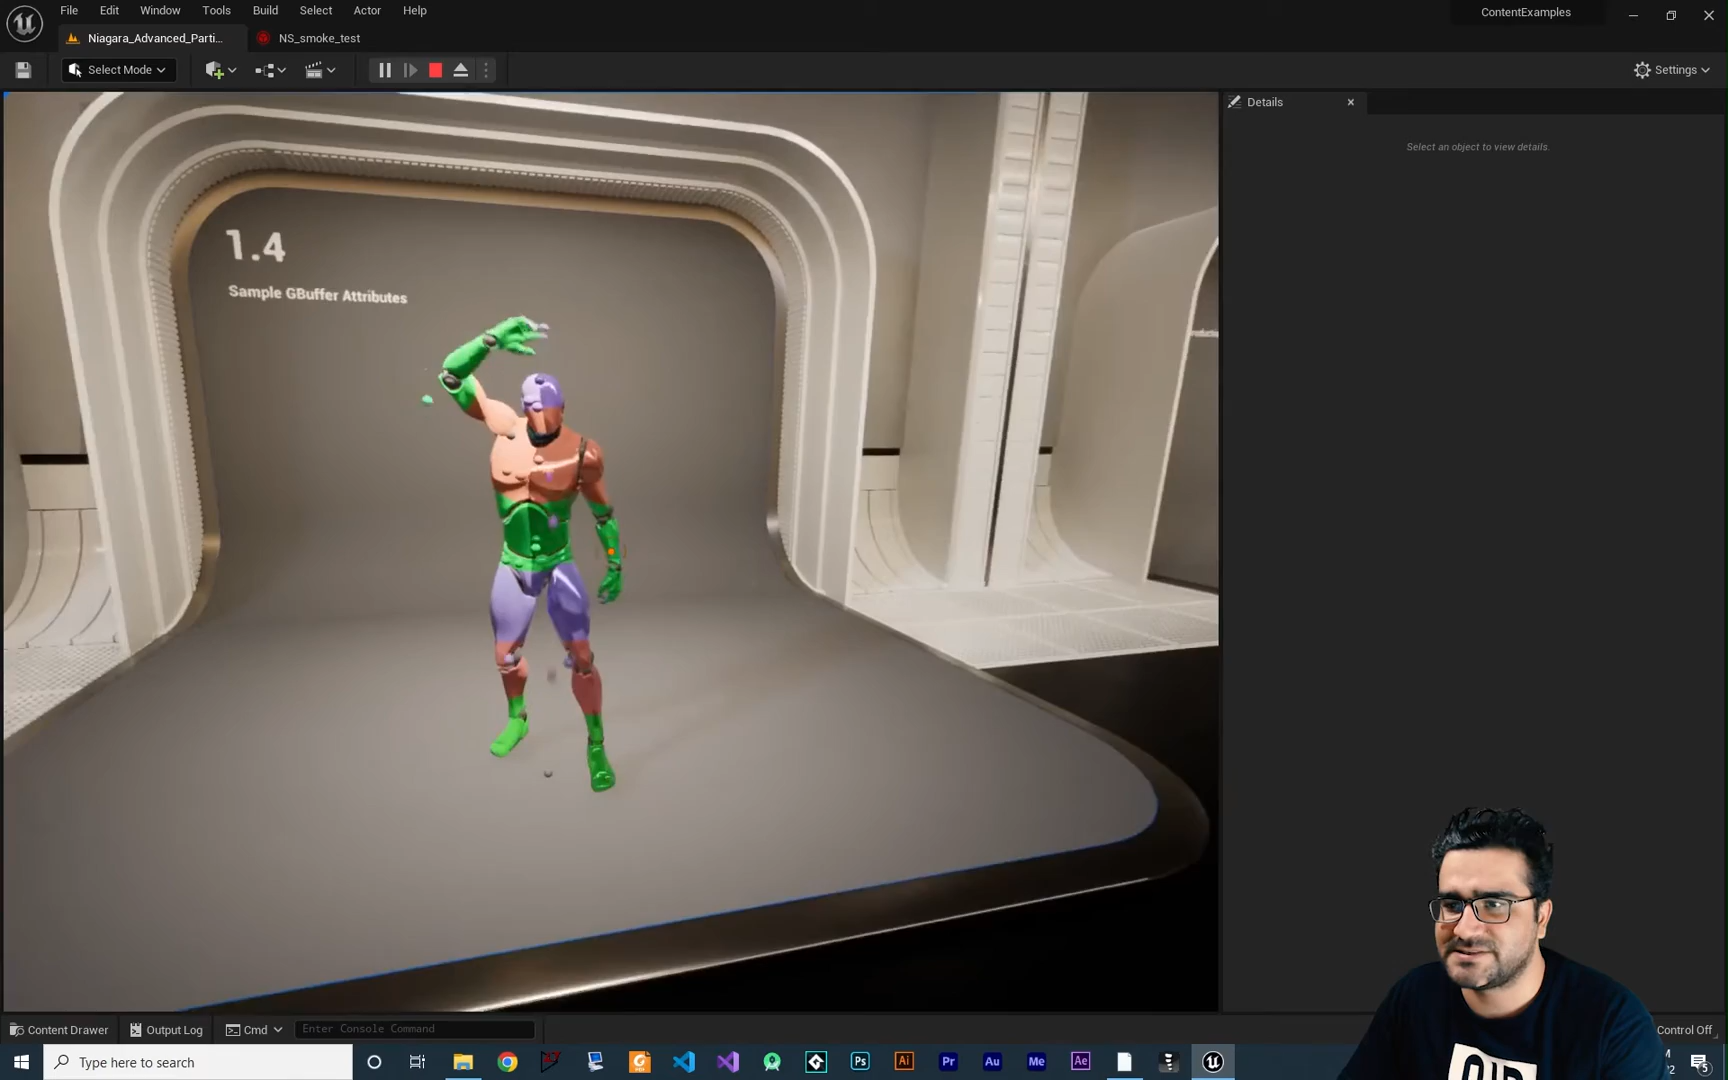 File Edit Window Tools Build Select Actor Help
ContentExamples
Niagara_Advanced_Parti...
NS_smoke_test
Select Mode
Settings
Details
Select an object to view details.
1.4
Sample GBuffer Attributes
Content Drawer
Output Log
Cmd
Enter Console Command
Control Off
Type here to search
Ps
Ai
Pr
Au
Me
Ae
5